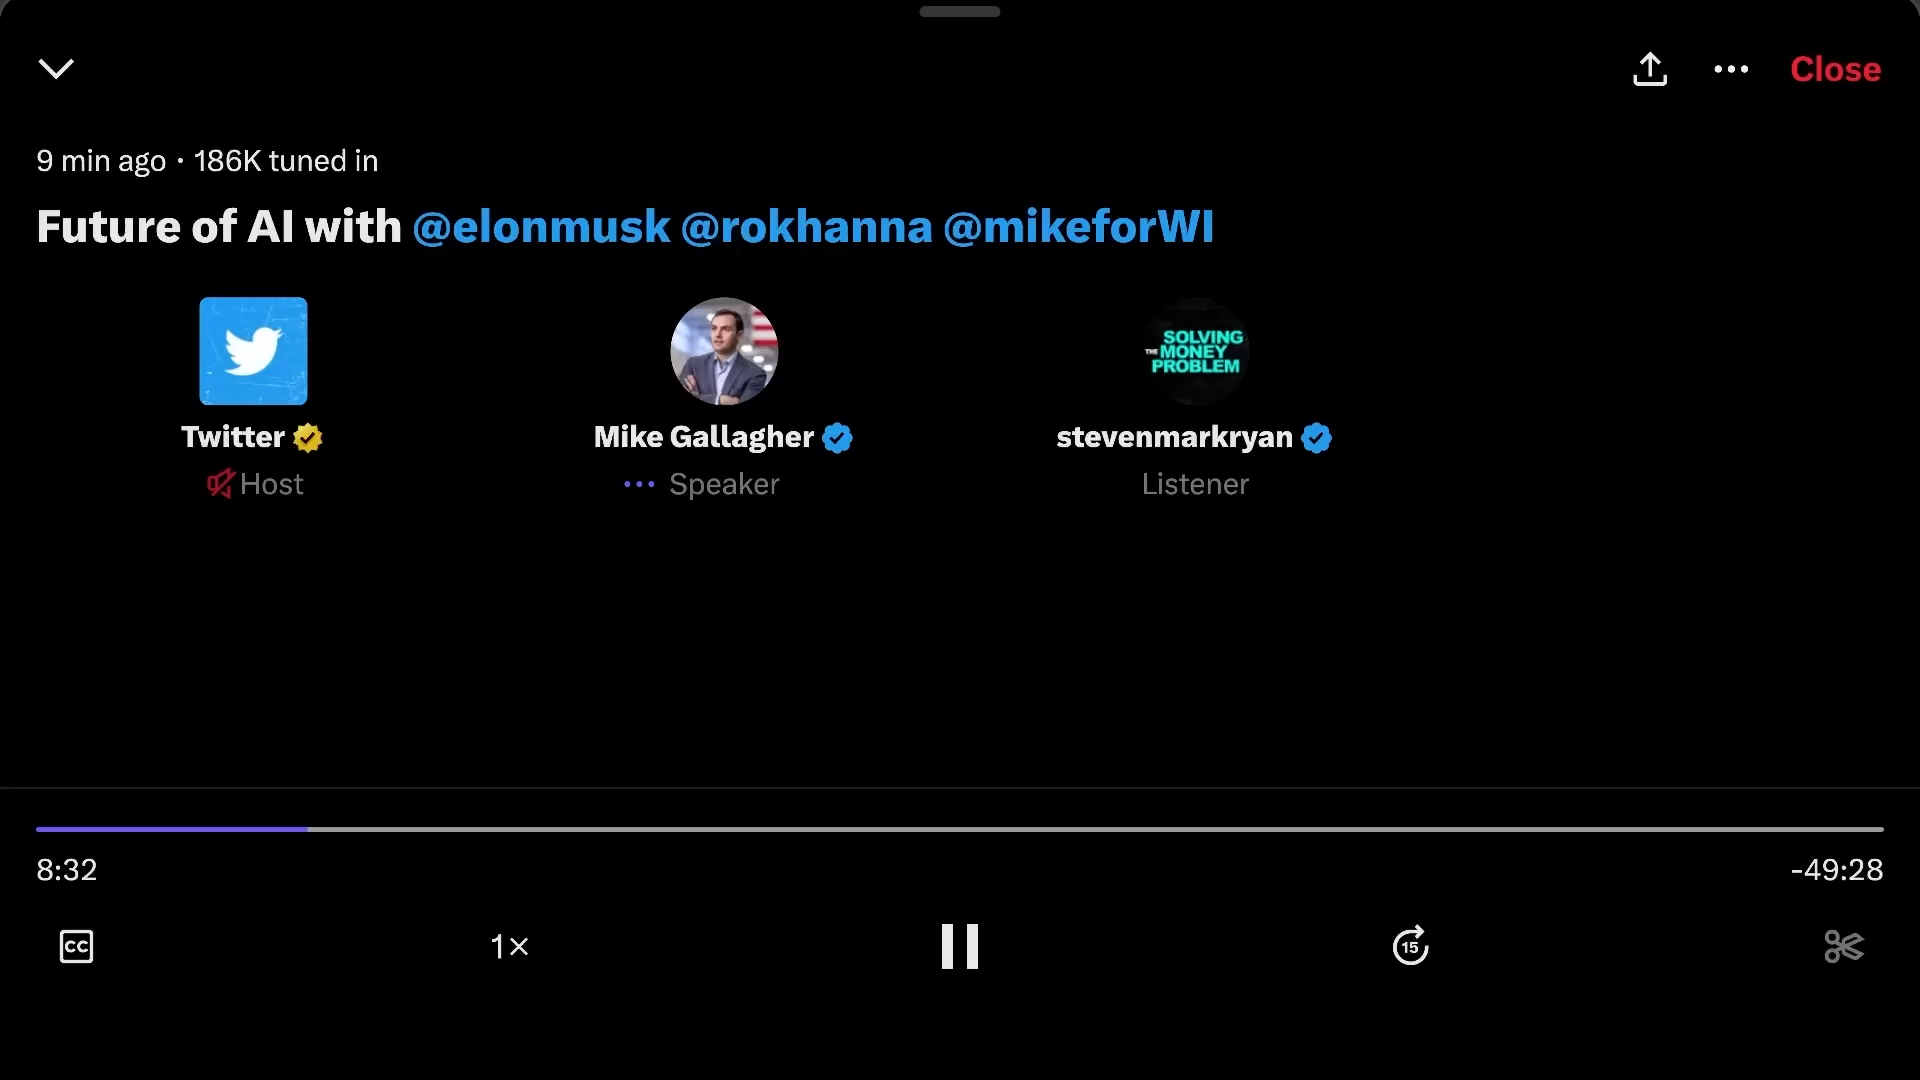 Close
9 min ago · 186K tuned in
Future of AI with @elonmusk @rokhanna @mikeforWI
SOLVING
THE MONEY
PROBLEM
Twitter
Mike Gallagher
stevenmarkryan
Host
Speaker
Listener
8:32
-49:28
CC
1×
15